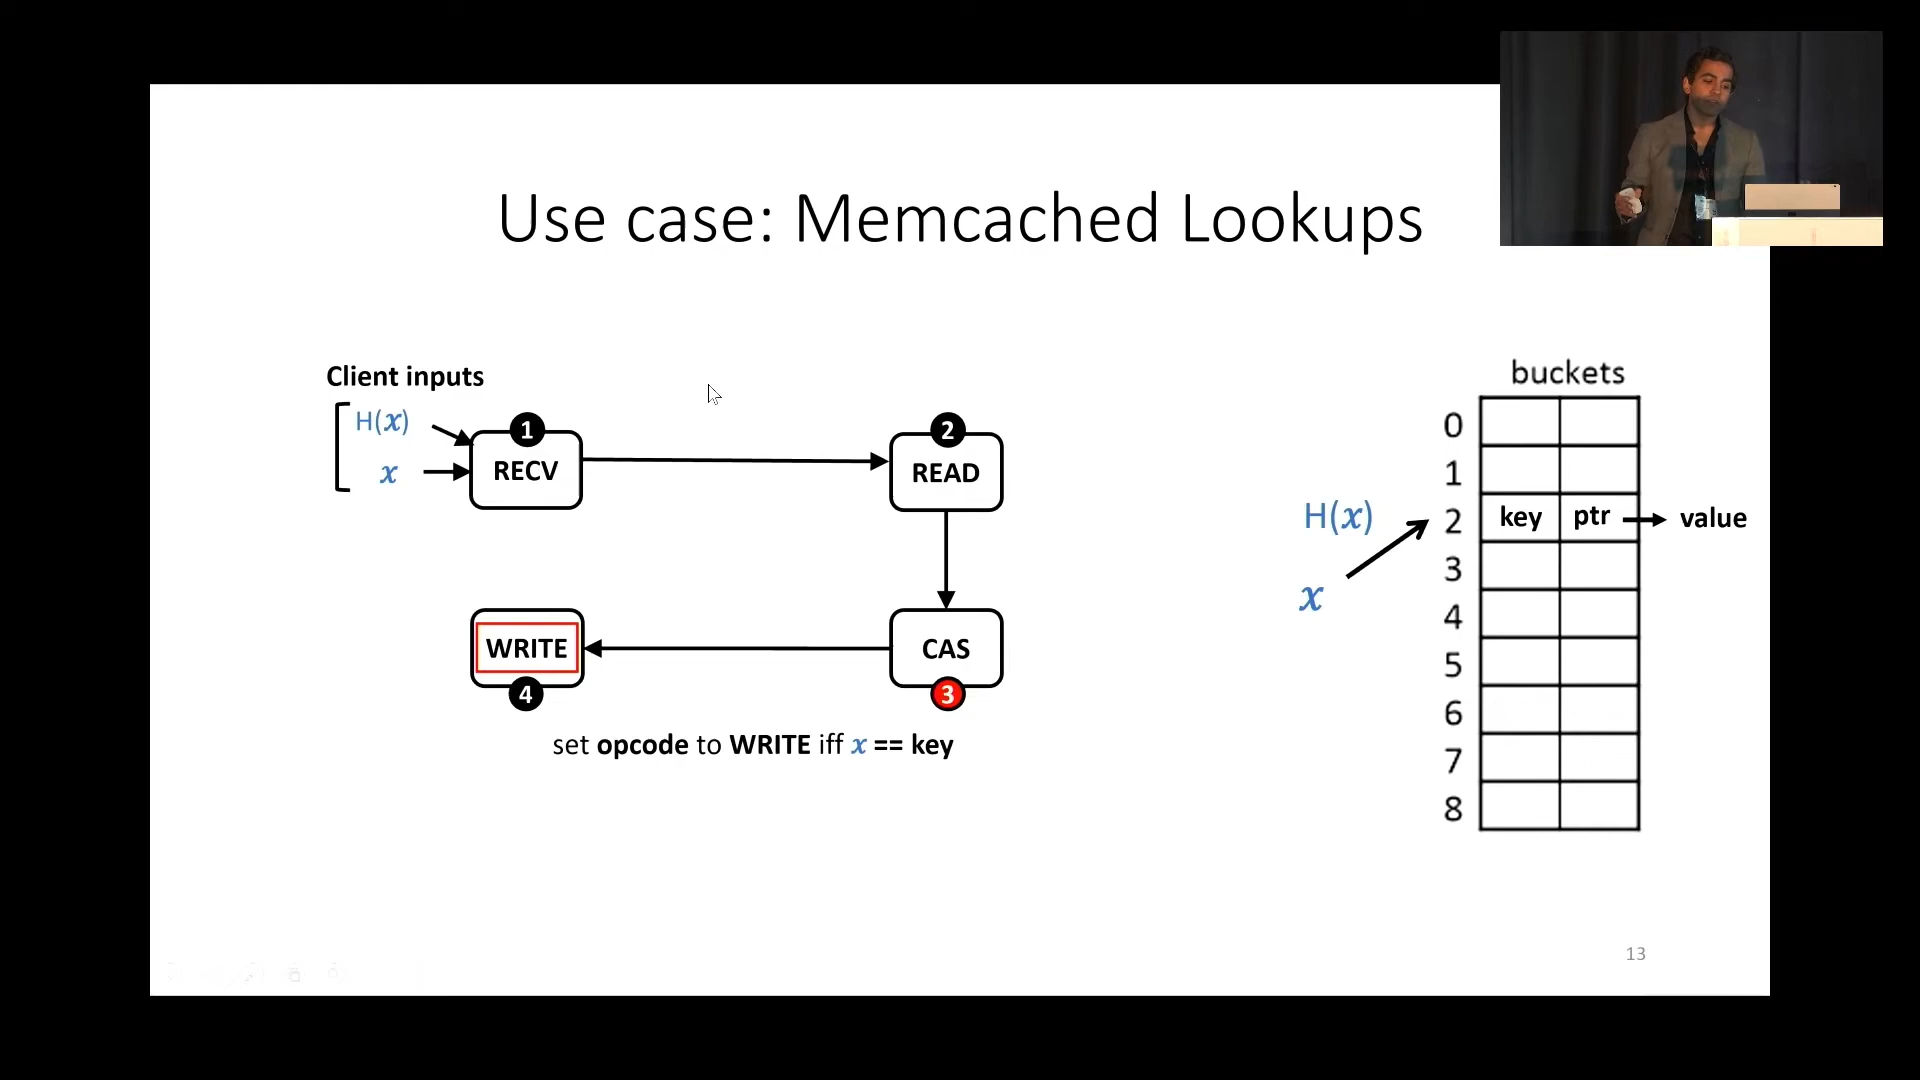 Use case: Memcached Lookups
Client inputs
H(x)
x
1
RECV
2
READ
WRITE
4
CAS
3
set opcode to WRITE iff x == key
buckets
0
1
2 key ptr value
3
4
5
6
7
8
H(x)
x
13